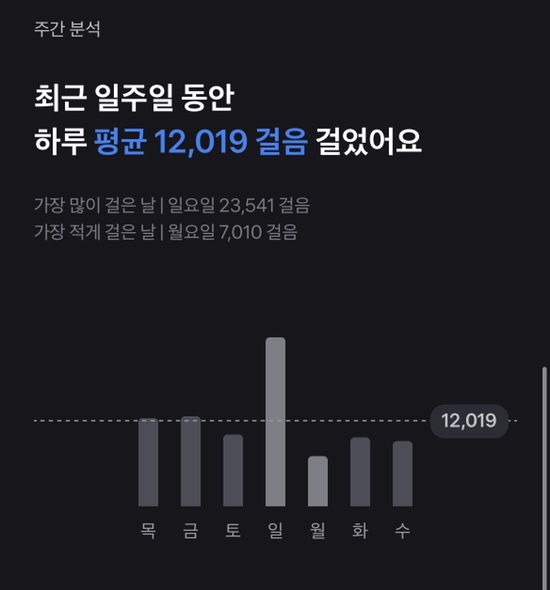 주간 분석
최근 일주일 동안
하루 평균 12,019 걸음 걸었어요
가장 많이 걸은 날 | 일요일 23,541 걸음
가장 적게 걸은 날 | 월요일 7,010 걸음
12,019
목 금 토 일 월 화 수